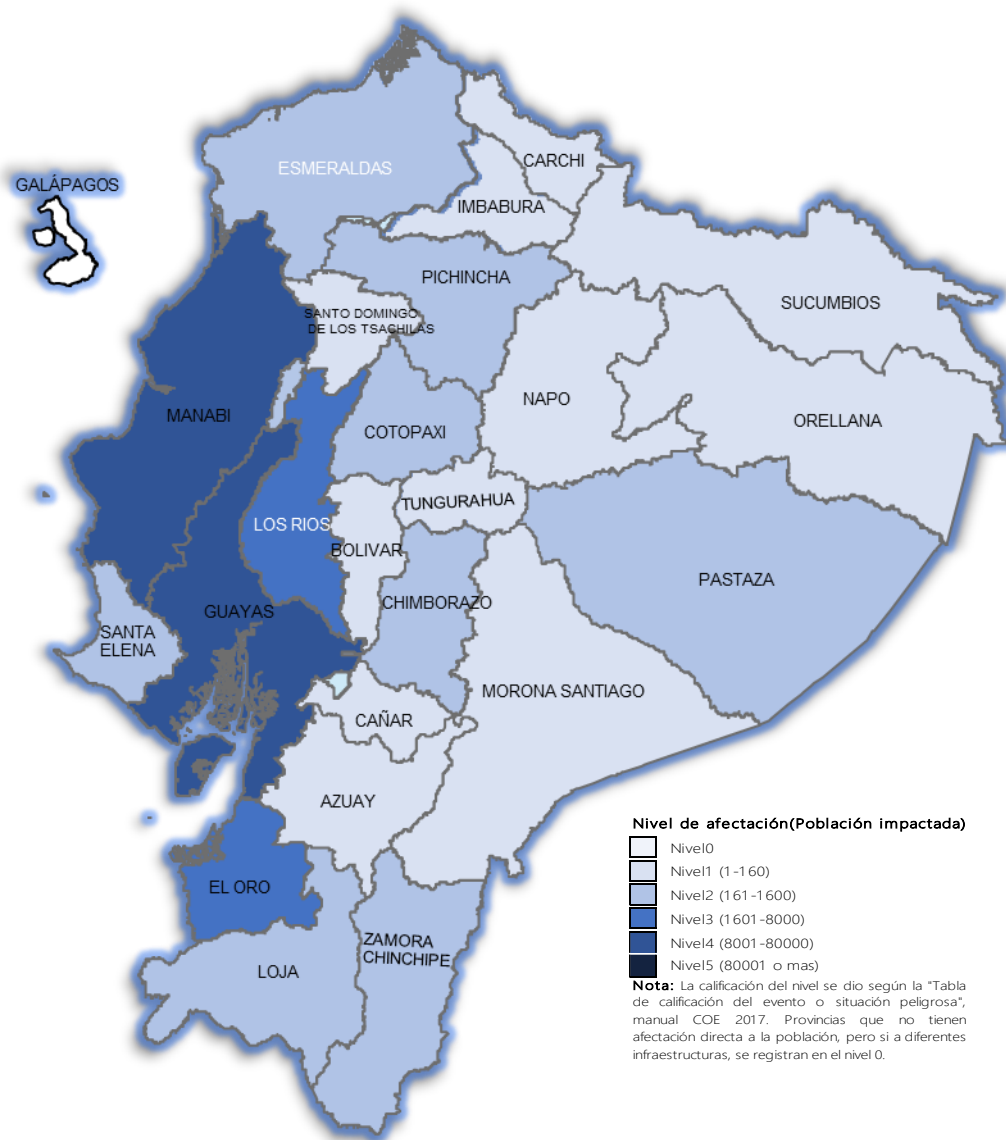 CARCHI
ESMERALDAS
GALÁPAGOS
IMBABURA
PICHINCHA
SUCUMBIOS
SANTO DOMINGO
DE LOS TSACHILAS
NAPO
MANABI
ORELLANA
COTOPAXI
TUNGURAHUA
LOS RIOS
BOLIVAR
PASTAZA
CHIMBORAZO
GUAYAS
SANTA
ELENA
MORONA SANTIAGO
CAÑAR
AZUAY
EL ORO
ZAMORA
CHINCHIPE
LOJA
Nivel de afectación(Población impactada)
Nivel0
Nivel1 (1-160)
Nivel2 (161-1600)
Nivel3 (1601-8000)
Nivel4 (8001-80000)
Nivel5 (80001 o mas)
Nota: La calificación del nivel se dio según la "Tabla
de calificación del evento o situación peligrosa",
manual COE 2017. Provincias que no tienen
afectación directa a la población, pero si a diferentes
infraestructuras, se registran en el nivel 0.